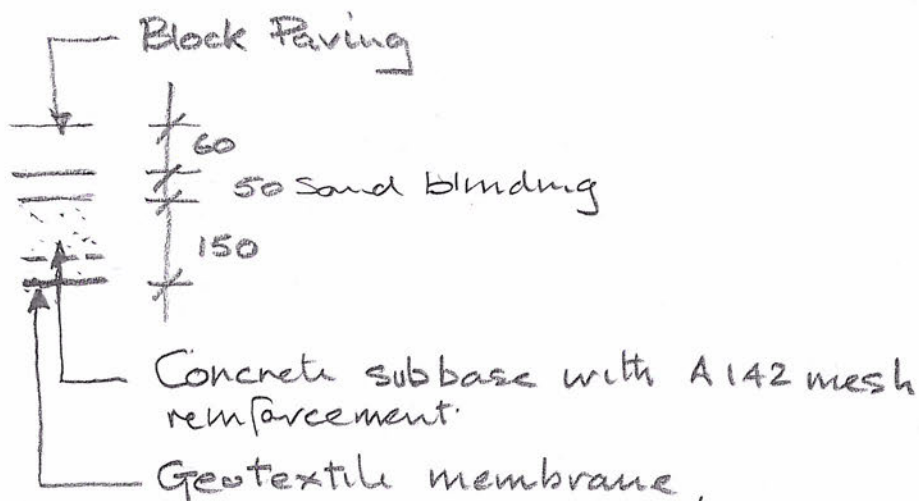 Block Paving
60
50 sand blinding
150
Concrete subbase with A142 mesh
reinforcement.
Geotextile membrane.